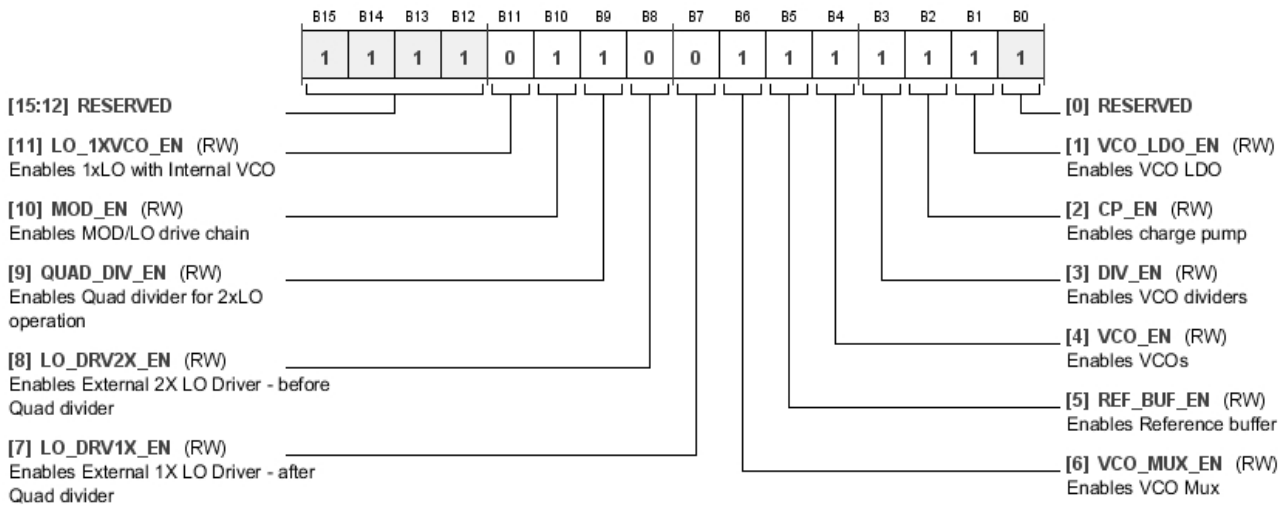 B15 B14 B13 B12 B11 B10 B9 B8 B7 B6 B5 B4 B3 B2 B1 B0
1 1 1 1 0 1 1 0 0 1 1 1 1 1 1 1
[15:12] RESERVED
[11] LO_1XVCO_EN (RW)
Enables 1xLO with Internal VCO
[10] MOD_EN (RW)
Enables MOD/LO drive chain
[9] QUAD_DIV_EN (RW)
Enables Quad divider for 2xLO
operation
[8] LO_DRV2X_EN (RW)
Enables External 2X LO Driver - before
Quad divider
[7] LO_DRV1X_EN (RW)
Enables External 1X LO Driver - after
Quad divider
[0] RESERVED
[1] VCO_LDO_EN (RW)
Enables VCO LDO
[2] CP_EN (RW)
Enables charge pump
[3] DIV_EN (RW)
Enables VCO dividers
[4] VCO_EN (RW)
Enables VCOs
[5] REF_BUF_EN (RW)
Enables Reference buffer
[6] VCO_MUX_EN (RW)
Enables VCO Mux